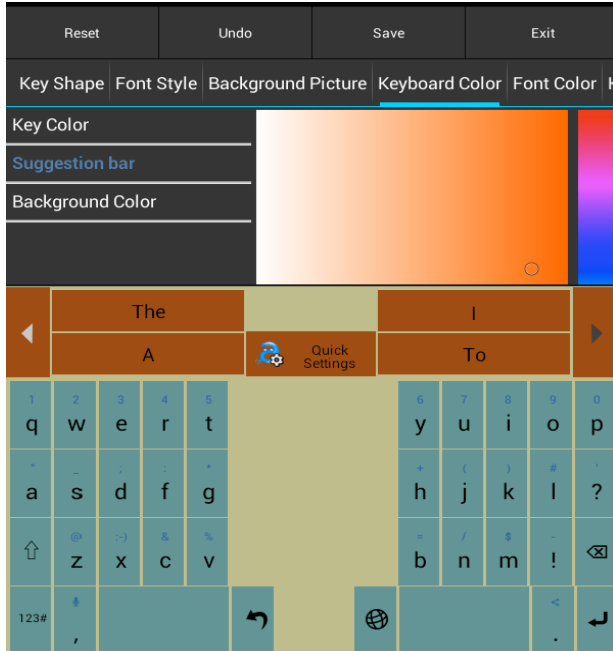 Reset Undo Save Exit
Key Shape Font Style Background Picture Keyboard Color Font Color
Key Color
Suggestion bar
Background Color
The I
A Quick Settings To
1 2 3 4 5 6 7 8 9 0
q w e r t y u i o p
_ ; : * + ( ) #
a s d f g h j k l ?
@ :-) & % = / $ -
z x c v b n m !
123# , < .